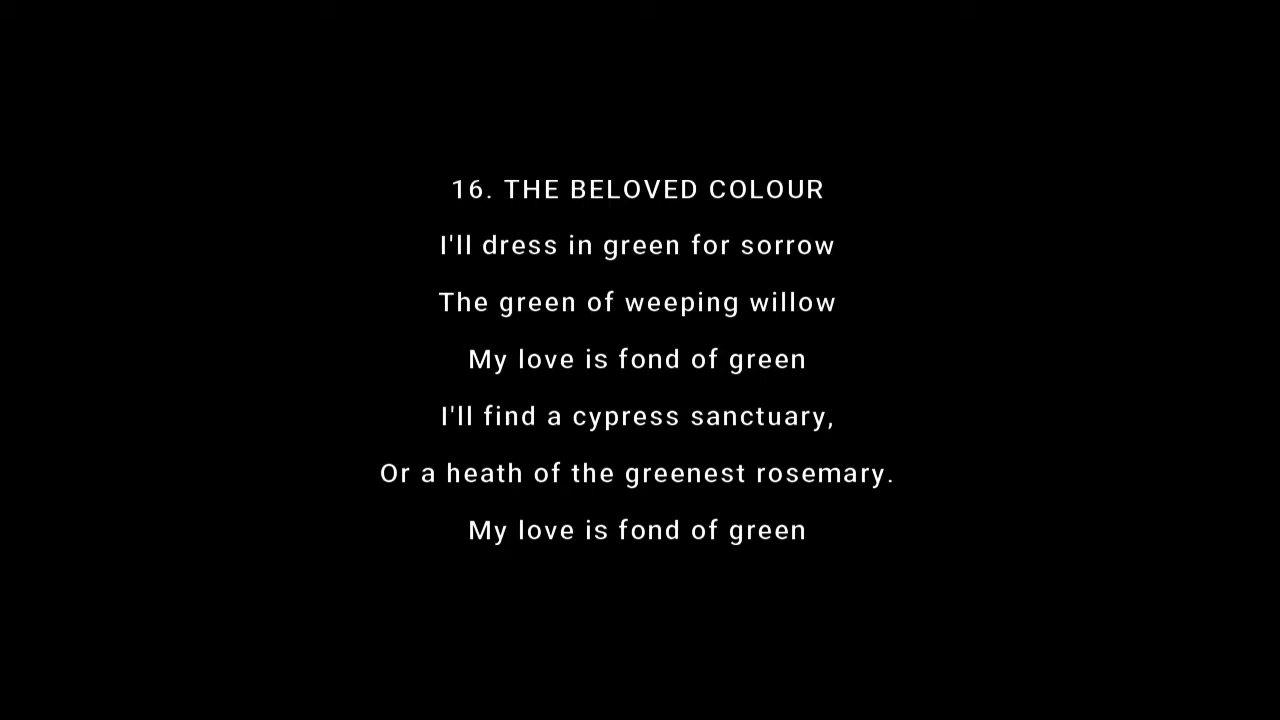 16. THE BELOVED COLOUR
I'll dress in green for sorrow
The green of weeping willow
My love is fond of green
I'll find a cypress sanctuary,
Or a heath of the greenest rosemary.
My love is fond of green